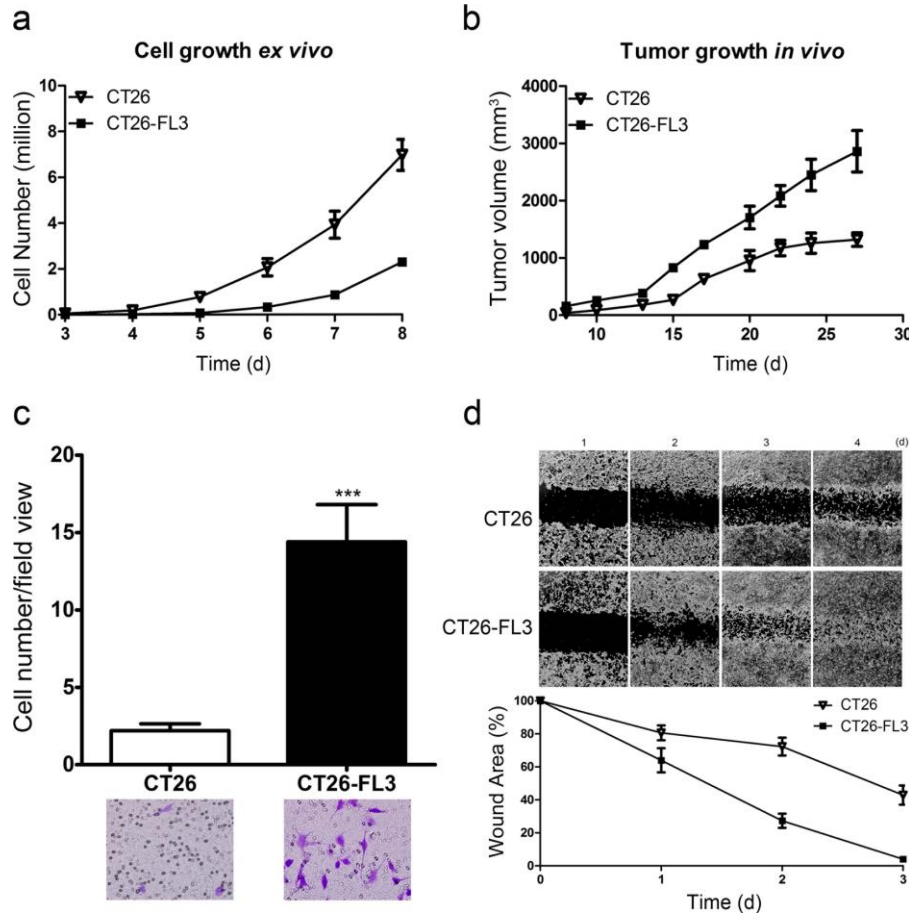 a
Cell growth ex vivo
Cell Number (million)
10
8
6
4
2
0
CT26
CT26-FL3
3 4 5 6 7 8
Time (d)
b
Tumor growth in vivo
Tumor volume (mm³)
4000
3000
2000
1000
0
CT26
CT26-FL3
10 15 20 25 30
Time (d)
c
Cell number/field view
20
15
10
5
0
***
CT26 CT26-FL3
d
1 2 3 4 (d)
CT26
CT26-FL3
Wound Area (%)
100
80
60
40
20
0
CT26
CT26-FL3
0 1 2 3
Time (d)